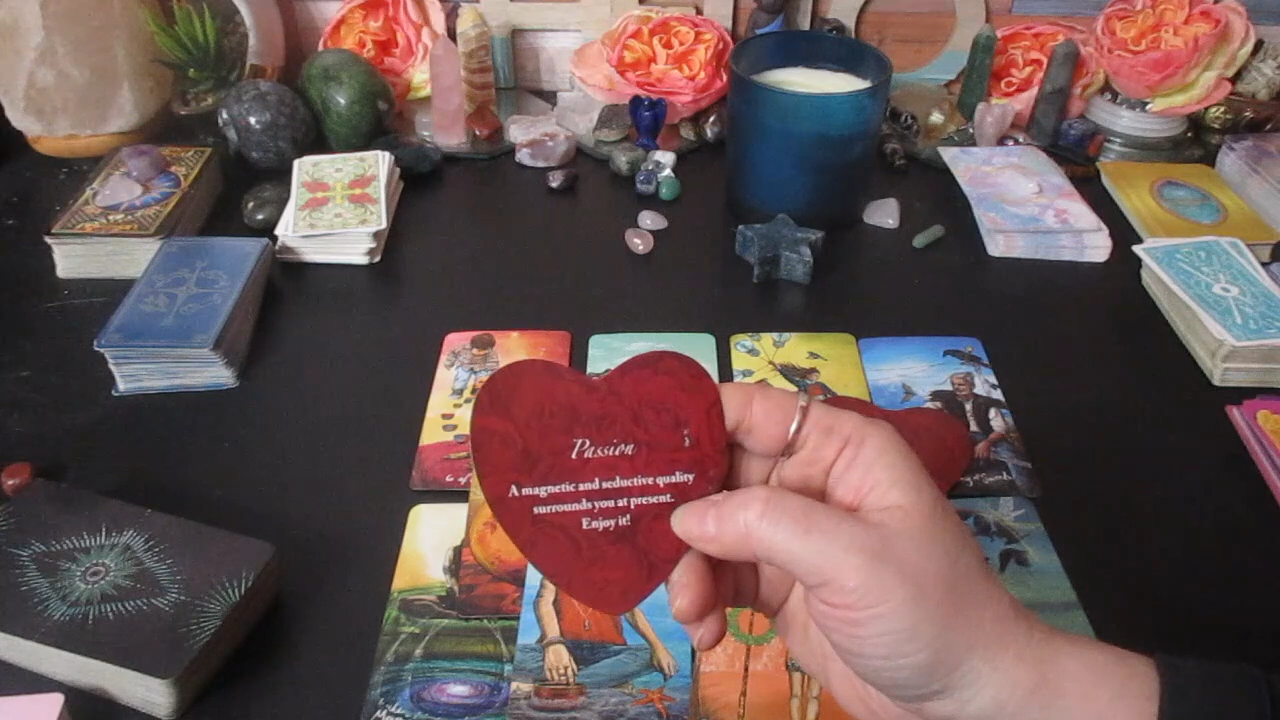 Passion
A magnetic and seductive quality
surrounds you at present.
Enjoy it!